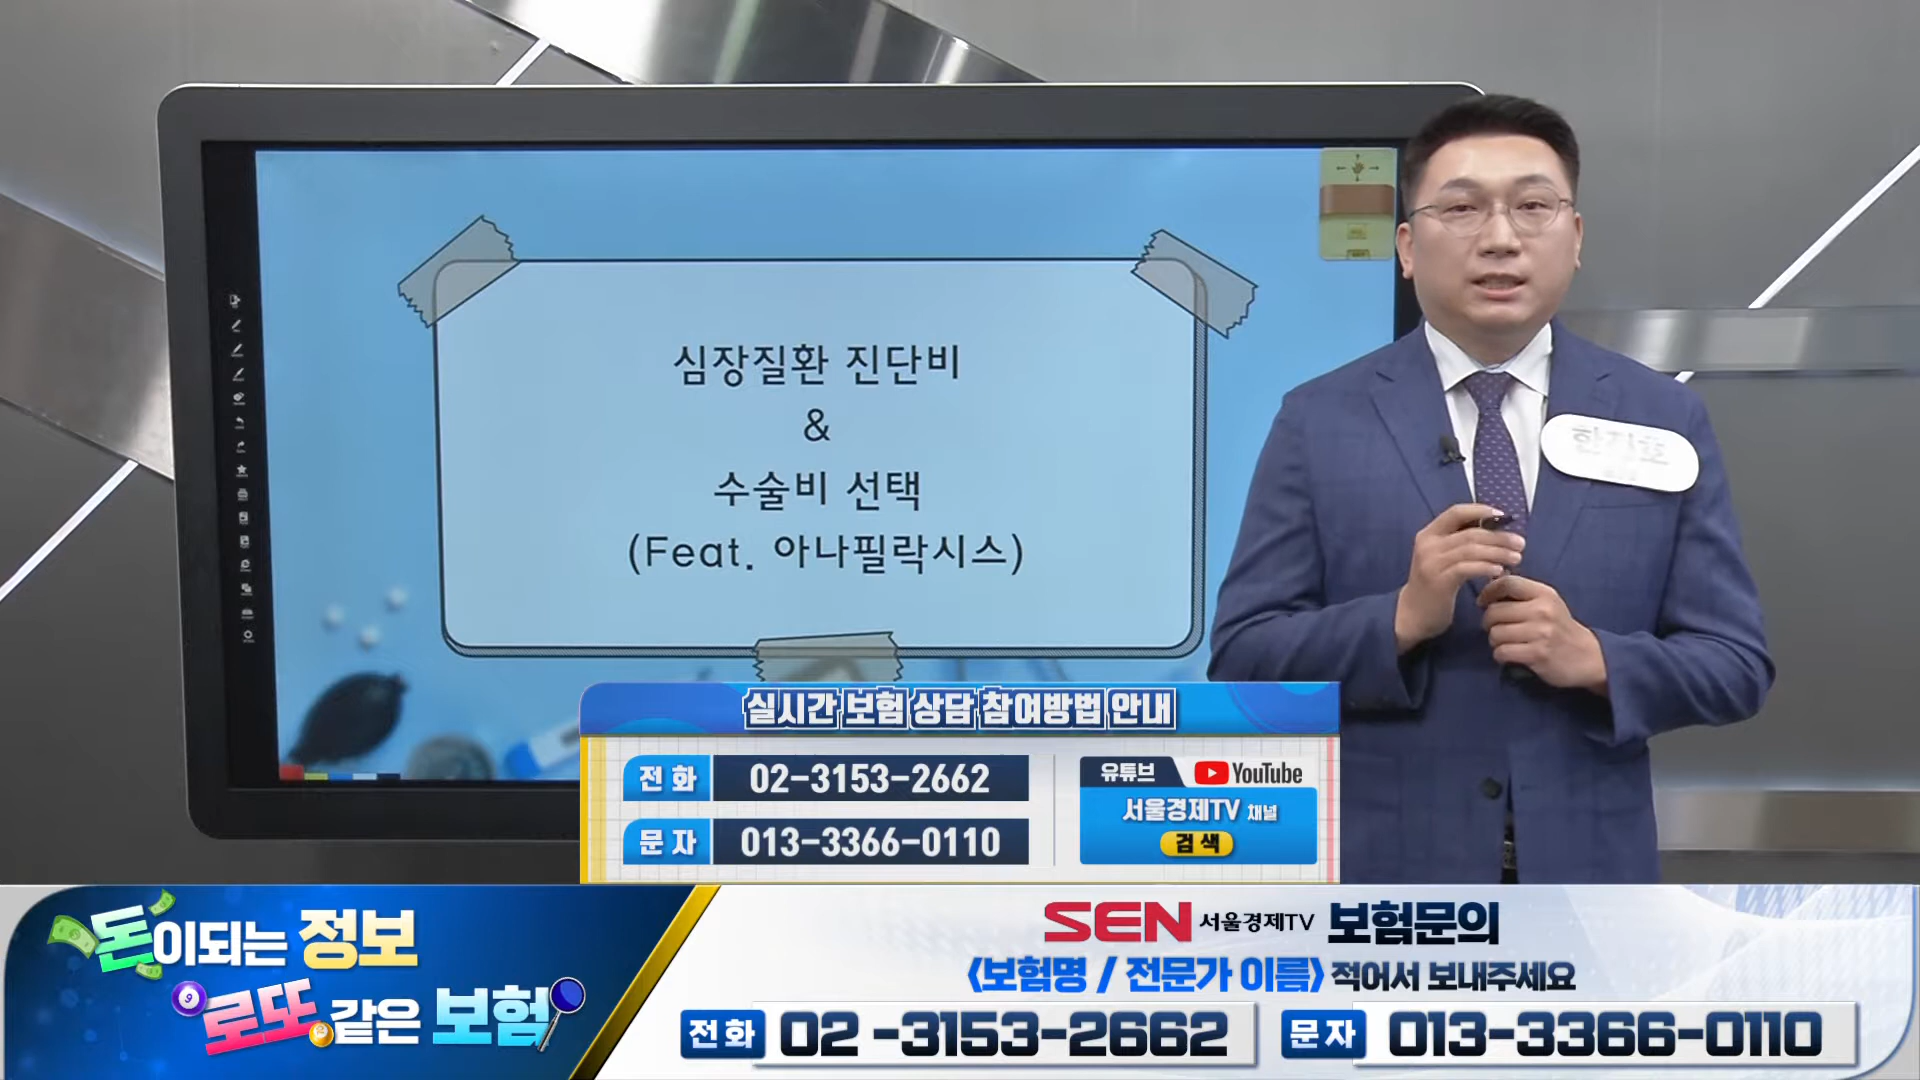 심장질환 진단비
&
수술비 선택
(Feat. 아나필락시스)
실시간 보험 상담 참여방법 안내
전화 02-3153-2662
문자 013-3366-0110
유튜브 YouTube
서울경제TV 채널
검색
돈이되는 정보
로또같은 보험
SEN 서울경제TV 보험문의
<보험명 / 전문가 이름> 적어서 보내주세요
전화 02-3153-2662 문자 013-3366-0110